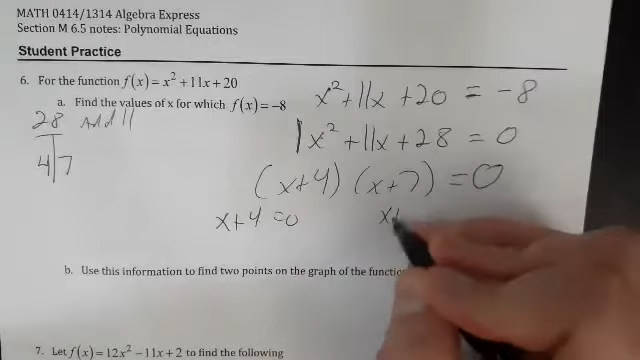 MATH 0414/1314 Algebra Express
Section M 6.5 notes: Polynomial Equations
Student Practice
6. For the function f(x) = x² + 11x + 20
a. Find the values of x for which f(x) = −8
x² + 11x + 20 = −8
28 Add 11
1x² + 11x + 28 = 0
4 | 7
(x+4) (x+7) = 0
x+4 = 0 x+
b. Use this information to find two points on the graph of the
7. Let f(x) = 12x² − 11x + 2 to find the following